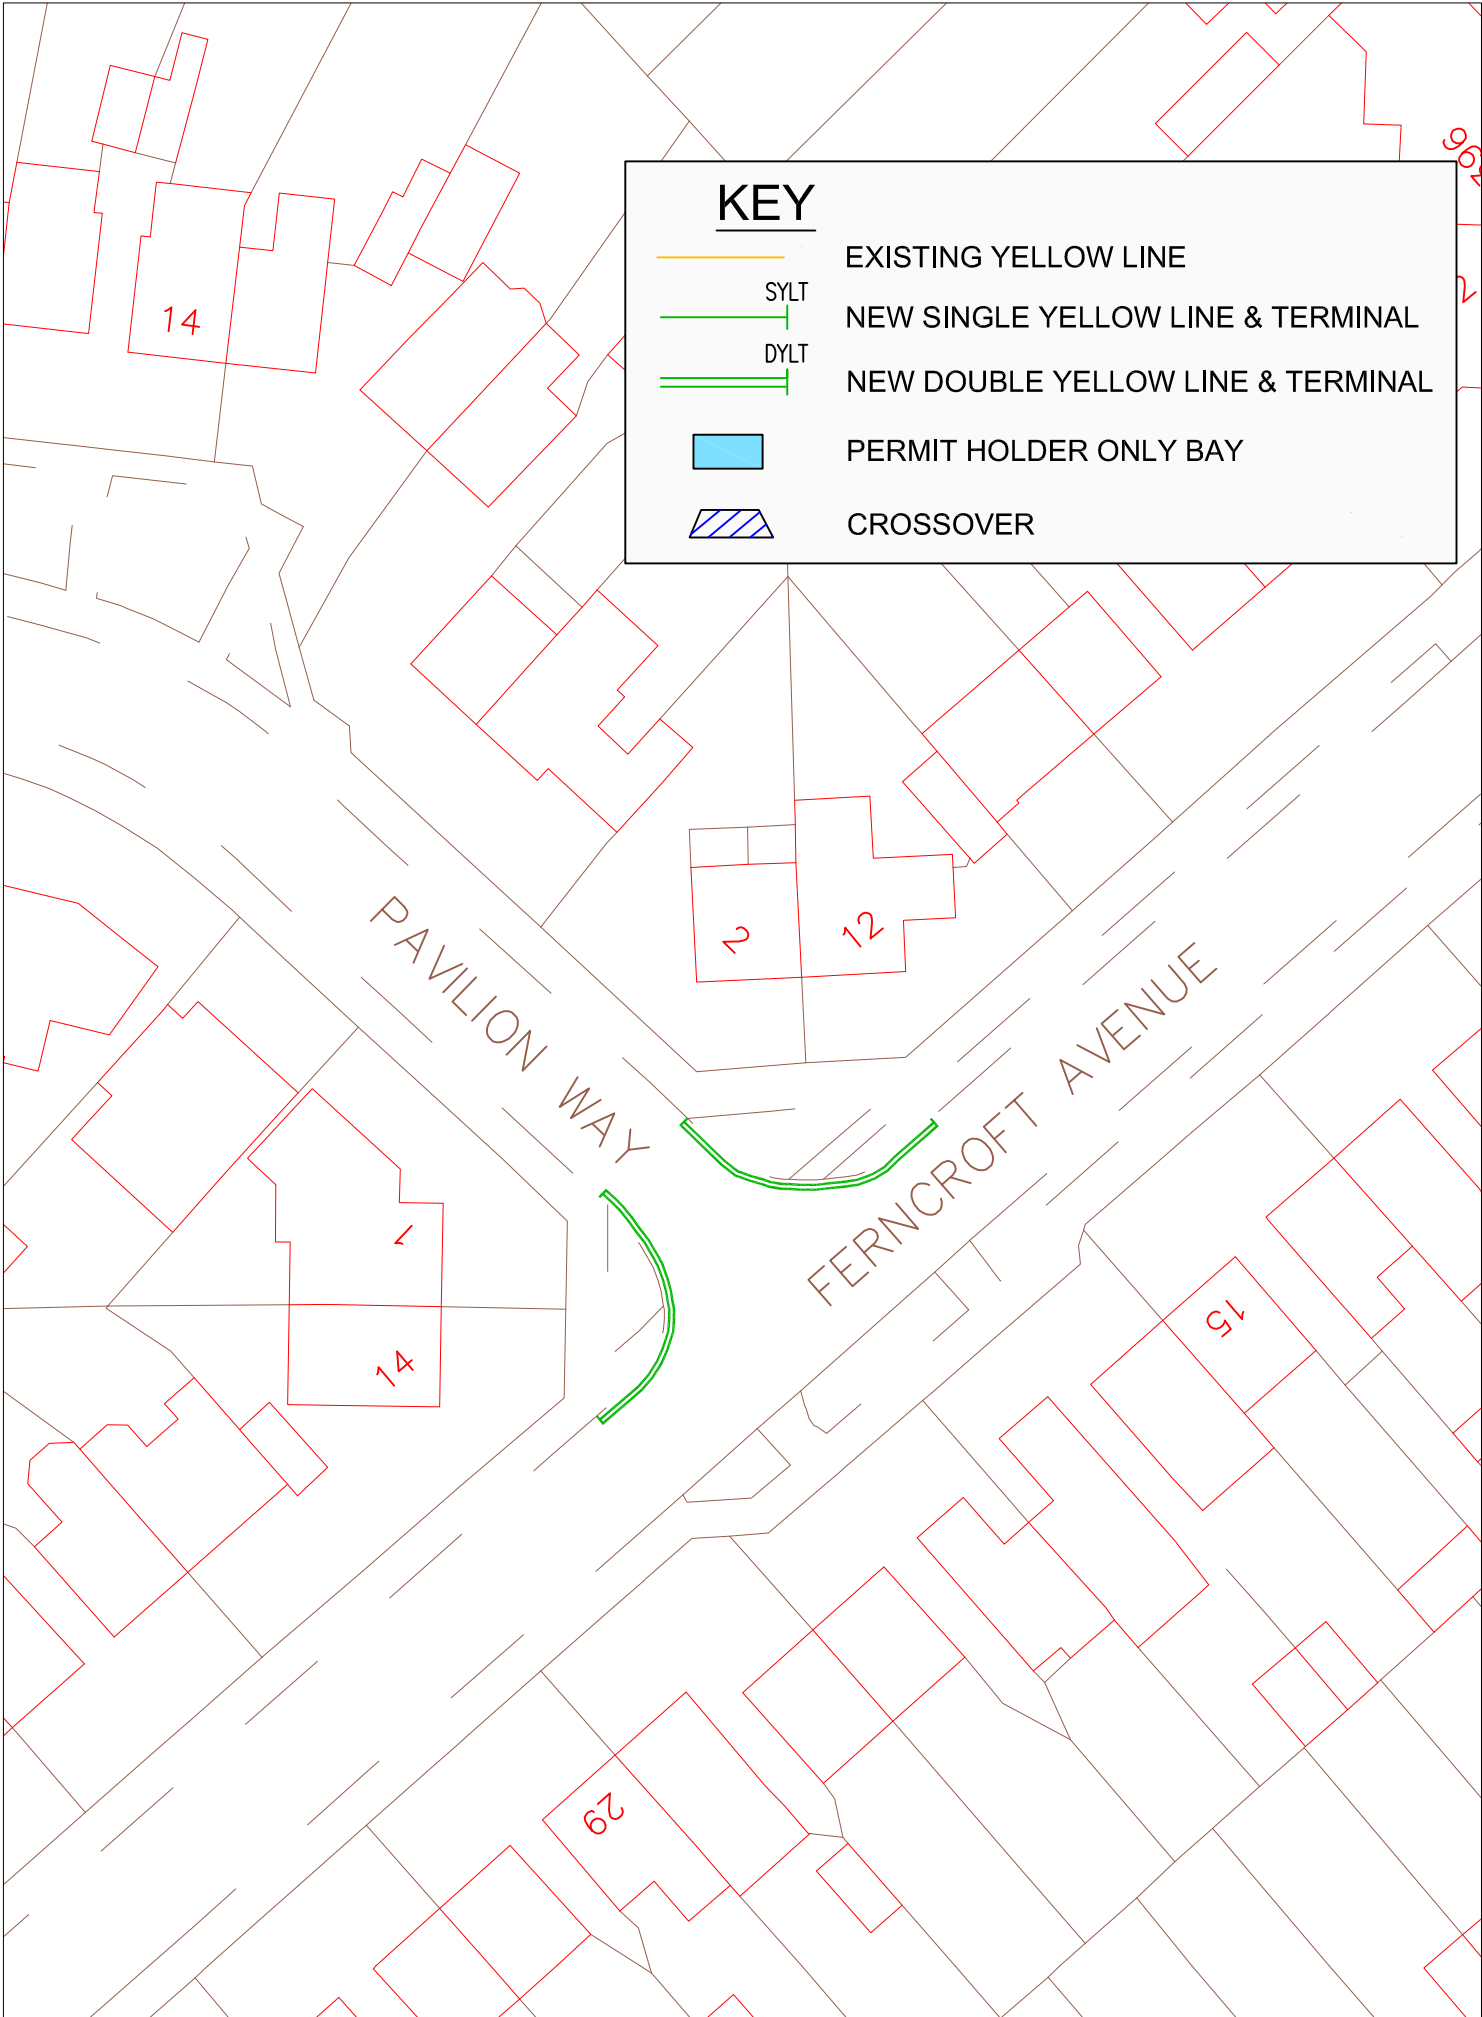 KEY
EXISTING YELLOW LINE
SYLT
NEW SINGLE YELLOW LINE & TERMINAL
DYLT
NEW DOUBLE YELLOW LINE & TERMINAL
PERMIT HOLDER ONLY BAY
CROSSOVER
14
2
12
PAVILION WAY
FERNCROFT AVENUE
1
14
15
29